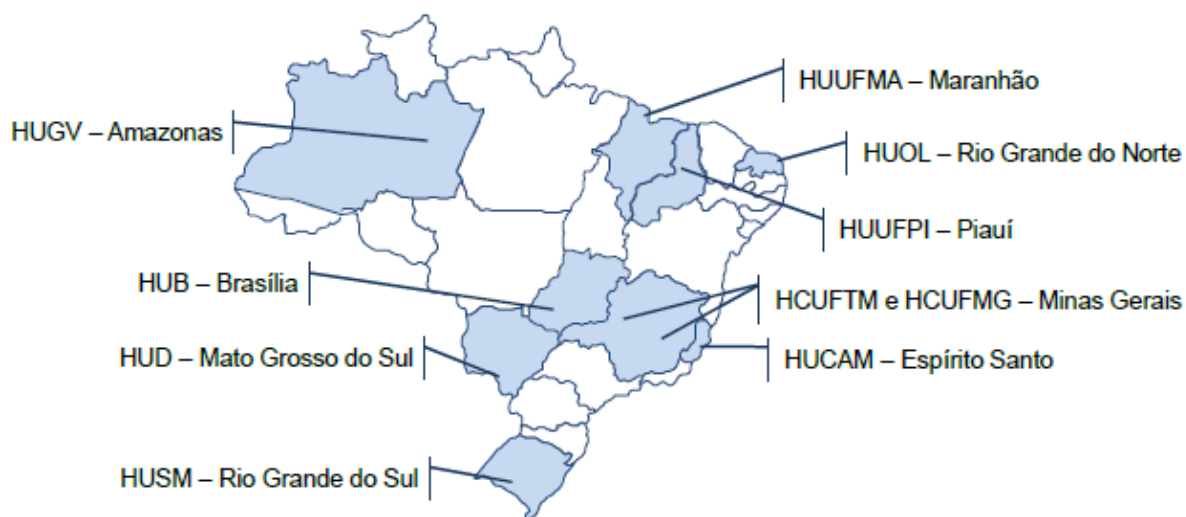 HUUFMA – Maranhão
HUGV – Amazonas
HUOL – Rio Grande do Norte
HUUFPI – Piauí
HUB – Brasília
HCUFTM e HCUFMG – Minas Gerais
HUD – Mato Grosso do Sul
HUCAM – Espírito Santo
HUSM – Rio Grande do Sul